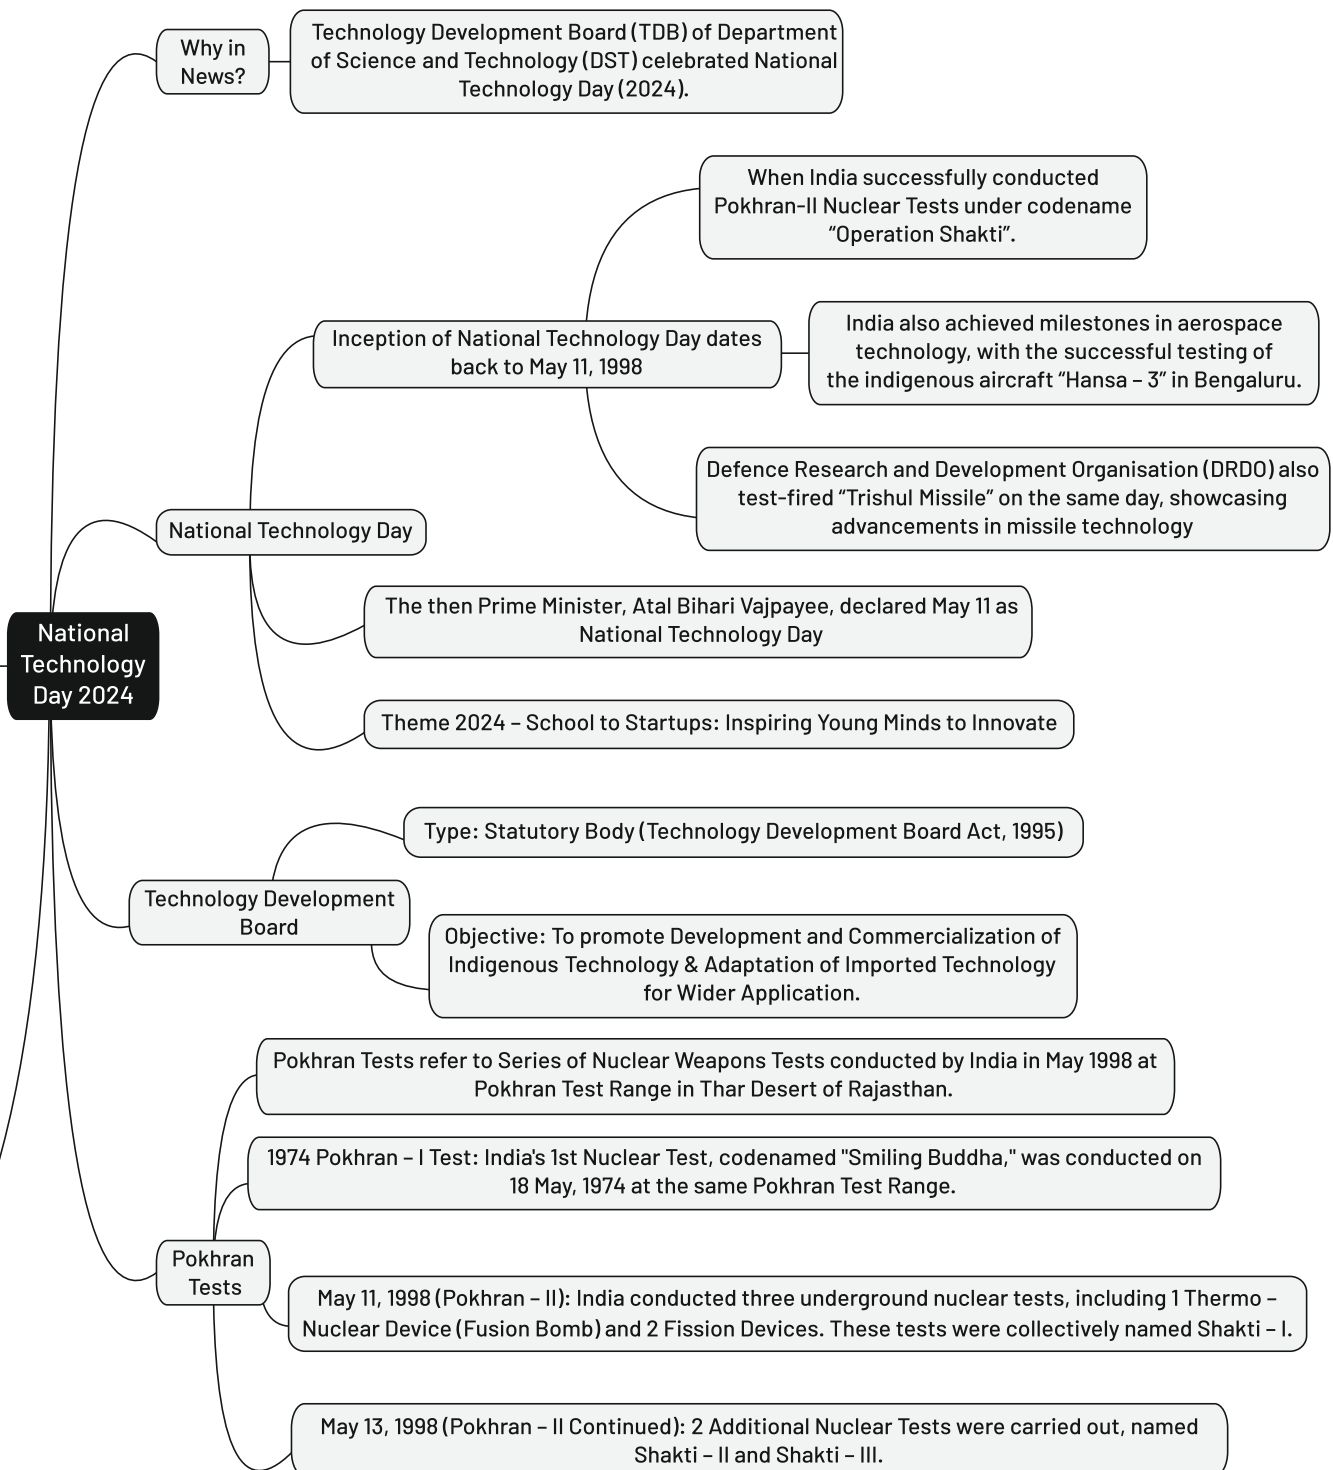 Why in
News?
Technology Development Board (TDB) of Department
of Science and Technology (DST) celebrated National
Technology Day (2024).
When India successfully conducted
Pokhran-II Nuclear Tests under codename
“Operation Shakti”.
Inception of National Technology Day dates
back to May 11, 1998
India also achieved milestones in aerospace
technology, with the successful testing of
the indigenous aircraft “Hansa – 3” in Bengaluru.
Defence Research and Development Organisation (DRDO) also
test-fired “Trishul Missile” on the same day, showcasing
advancements in missile technology
National Technology Day
The then Prime Minister, Atal Bihari Vajpayee, declared May 11 as
National Technology Day
National
Technology
Day 2024
Theme 2024 – School to Startups: Inspiring Young Minds to Innovate
Type: Statutory Body (Technology Development Board Act, 1995)
Technology Development
Board
Objective: To promote Development and Commercialization of
Indigenous Technology & Adaptation of Imported Technology
for Wider Application.
Pokhran Tests refer to Series of Nuclear Weapons Tests conducted by India in May 1998 at
Pokhran Test Range in Thar Desert of Rajasthan.
1974 Pokhran – I Test: India's 1st Nuclear Test, codenamed "Smiling Buddha," was conducted on
18 May, 1974 at the same Pokhran Test Range.
Pokhran
Tests
May 11, 1998 (Pokhran – II): India conducted three underground nuclear tests, including 1 Thermo –
Nuclear Device (Fusion Bomb) and 2 Fission Devices. These tests were collectively named Shakti – I.
May 13, 1998 (Pokhran – II Continued): 2 Additional Nuclear Tests were carried out, named
Shakti – II and Shakti – III.